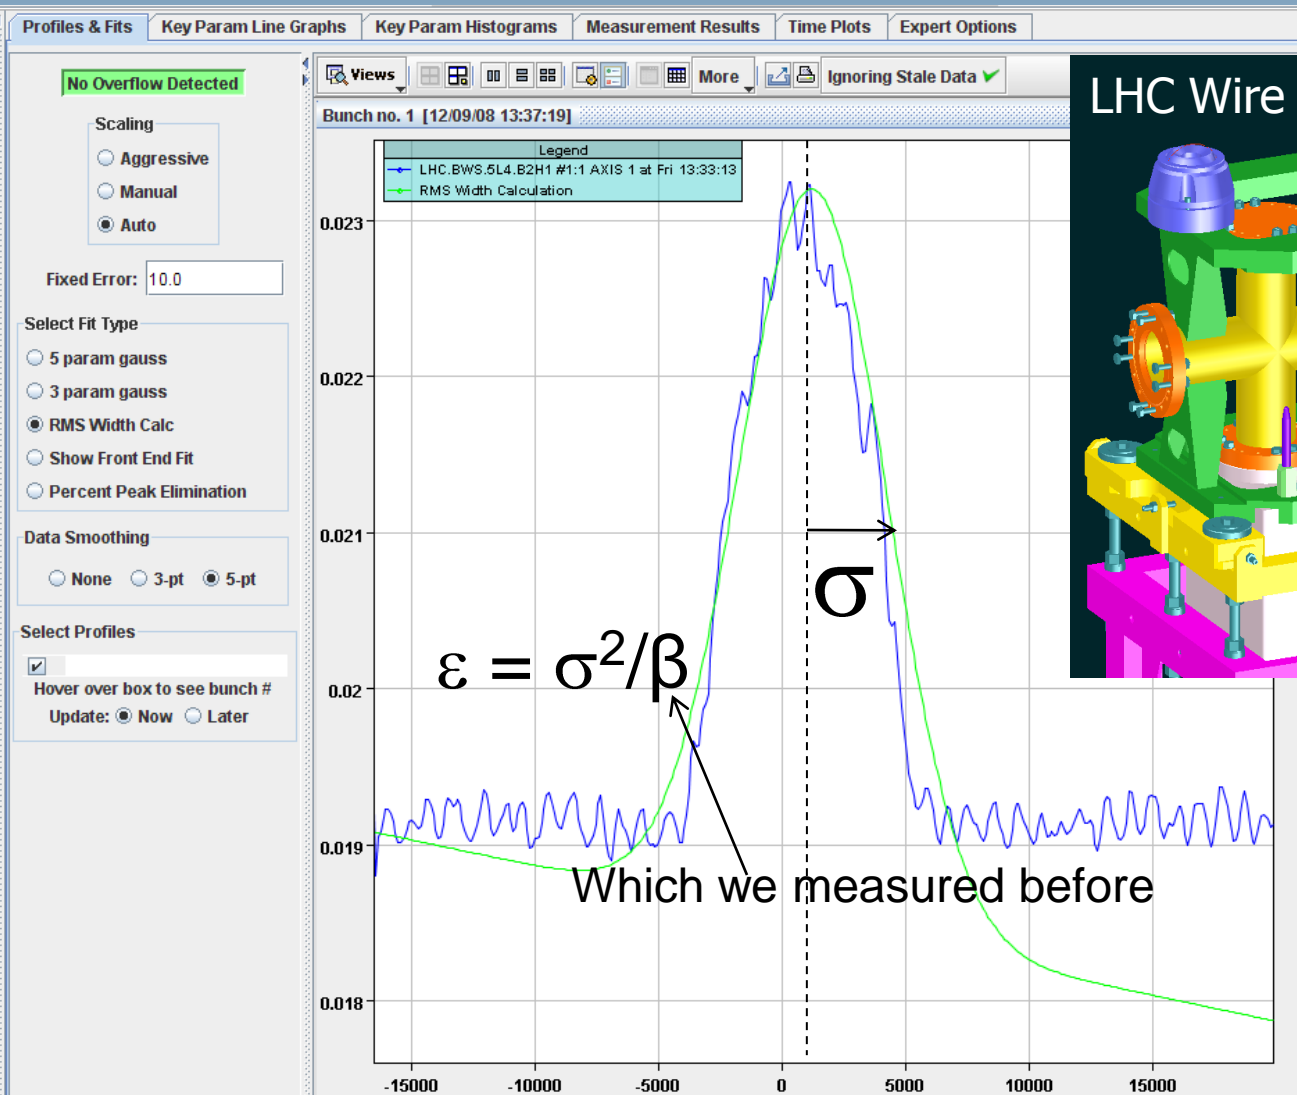 Profiles & Fits Key Param Line Graphs Key Param Histograms Measurement Results Time Plots Expert Options
No Overflow Detected
Scaling
Aggressive
Manual
Auto
Fixed Error: 10.0
Select Fit Type
5 param gauss
3 param gauss
RMS Width Calc
Show Front End Fit
Percent Peak Elimination
Data Smoothing
None 3-pt 5-pt
Select Profiles
Hover over box to see bunch #
Update: Now Later
Views More Ignoring Stale Data
Bunch no. 1 [12/09/08 13:37:19]
Legend
LHC.BWS.5L4.B2H1 #1:1 AXIS 1 at Fri 13:33:13
RMS Width Calculation
LHC Wire
0.023
0.022
0.021
0.02
0.019
0.018
σ
ε = σ²/β
Which we measured before
-15000 -10000 -5000 0 5000 10000 15000